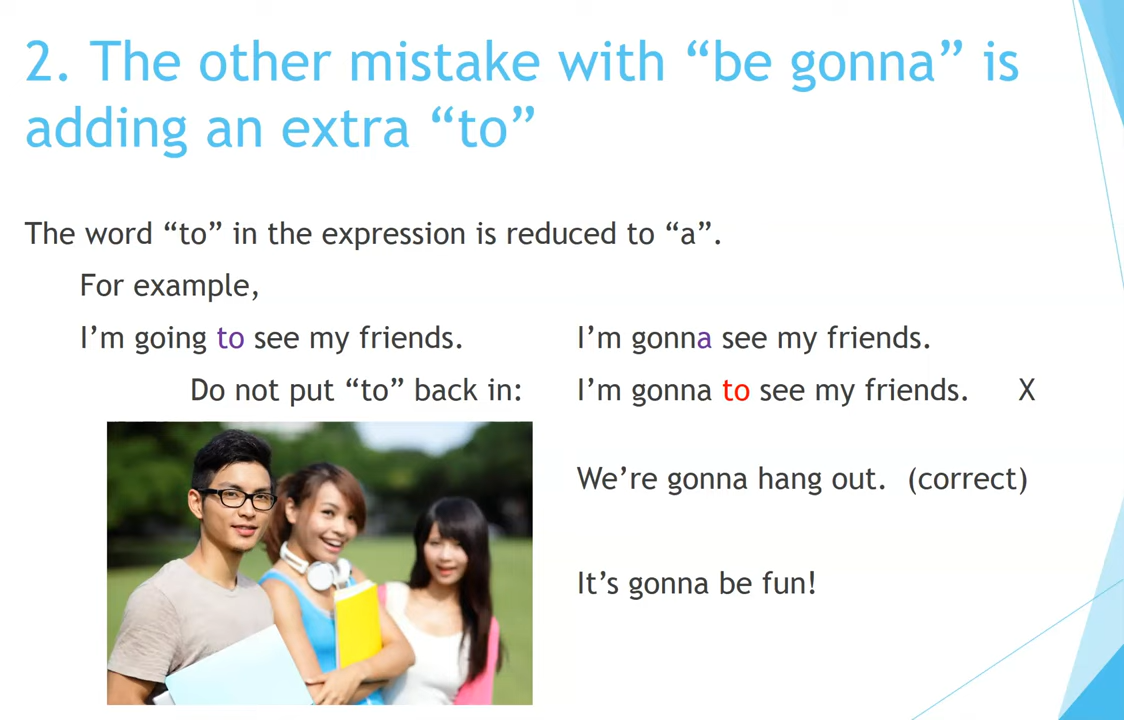 2. The other mistake with “be gonna” is
adding an extra “to”
The word “to” in the expression is reduced to “a”.
For example,
I’m going to see my friends. I’m gonna see my friends.
Do not put “to” back in: I’m gonna to see my friends. X
We’re gonna hang out. (correct)
It’s gonna be fun!